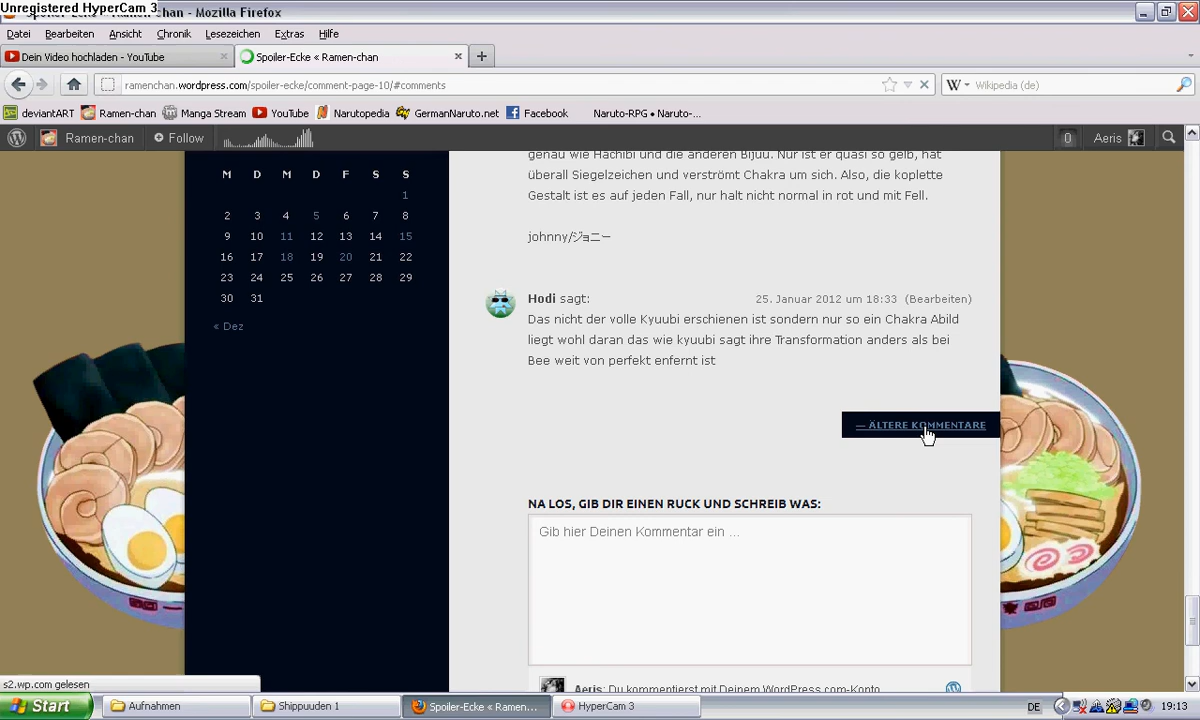 Unregistered HyperCam 3
Spoiler-Ecke « Ramen-chan - Mozilla Firefox
Datei Bearbeiten Ansicht Chronik Lesezeichen Extras Hilfe
Dein Video hochladen - YouTube
Spoiler-Ecke « Ramen-chan
ramenchan.wordpress.com/spoiler-ecke/comment-page-10/#comments
Wikipedia (de)
deviantART Ramen-chan Manga Stream YouTube Narutopedia GermanNaruto.net Facebook Naruto-RPG • Naruto-...
Ramen-chan Follow 0 Aeris
M D M D F S S
1
2 3 4 5 6 7 8
9 10 11 12 13 14 15
16 17 18 19 20 21 22
23 24 25 26 27 28 29
30 31
« Dez
genau wie Hachibi und die anderen Bijuu. Nur ist er quasi so gelb, hat
überall Siegelzeichen und verströmt Chakra um sich. Also, die koplette
Gestalt ist es auf jeden Fall, nur halt nicht normal in rot und mit Fell.
johnny/ジョニー
Hodi sagt:
25. Januar 2012 um 18:33 (Bearbeiten)
Das nicht der volle Kyuubi erschienen ist sondern nur so ein Chakra Abild
liegt wohl daran das wie kyuubi sagt ihre Transformation anders als bei
Bee weit von perfekt enfernt ist
— ÄLTERE KOMMENTARE
NA LOS, GIB DIR EINEN RUCK UND SCHREIB WAS:
Gib hier Deinen Kommentar ein ...
Aeris: Du kommentierst mit Deinem WordPress.com-Konto
s2.wp.com gelesen
Start
Aufnahmen
Shippuuden 1
Spoiler-Ecke « Ramen...
HyperCam 3
DE
19:13